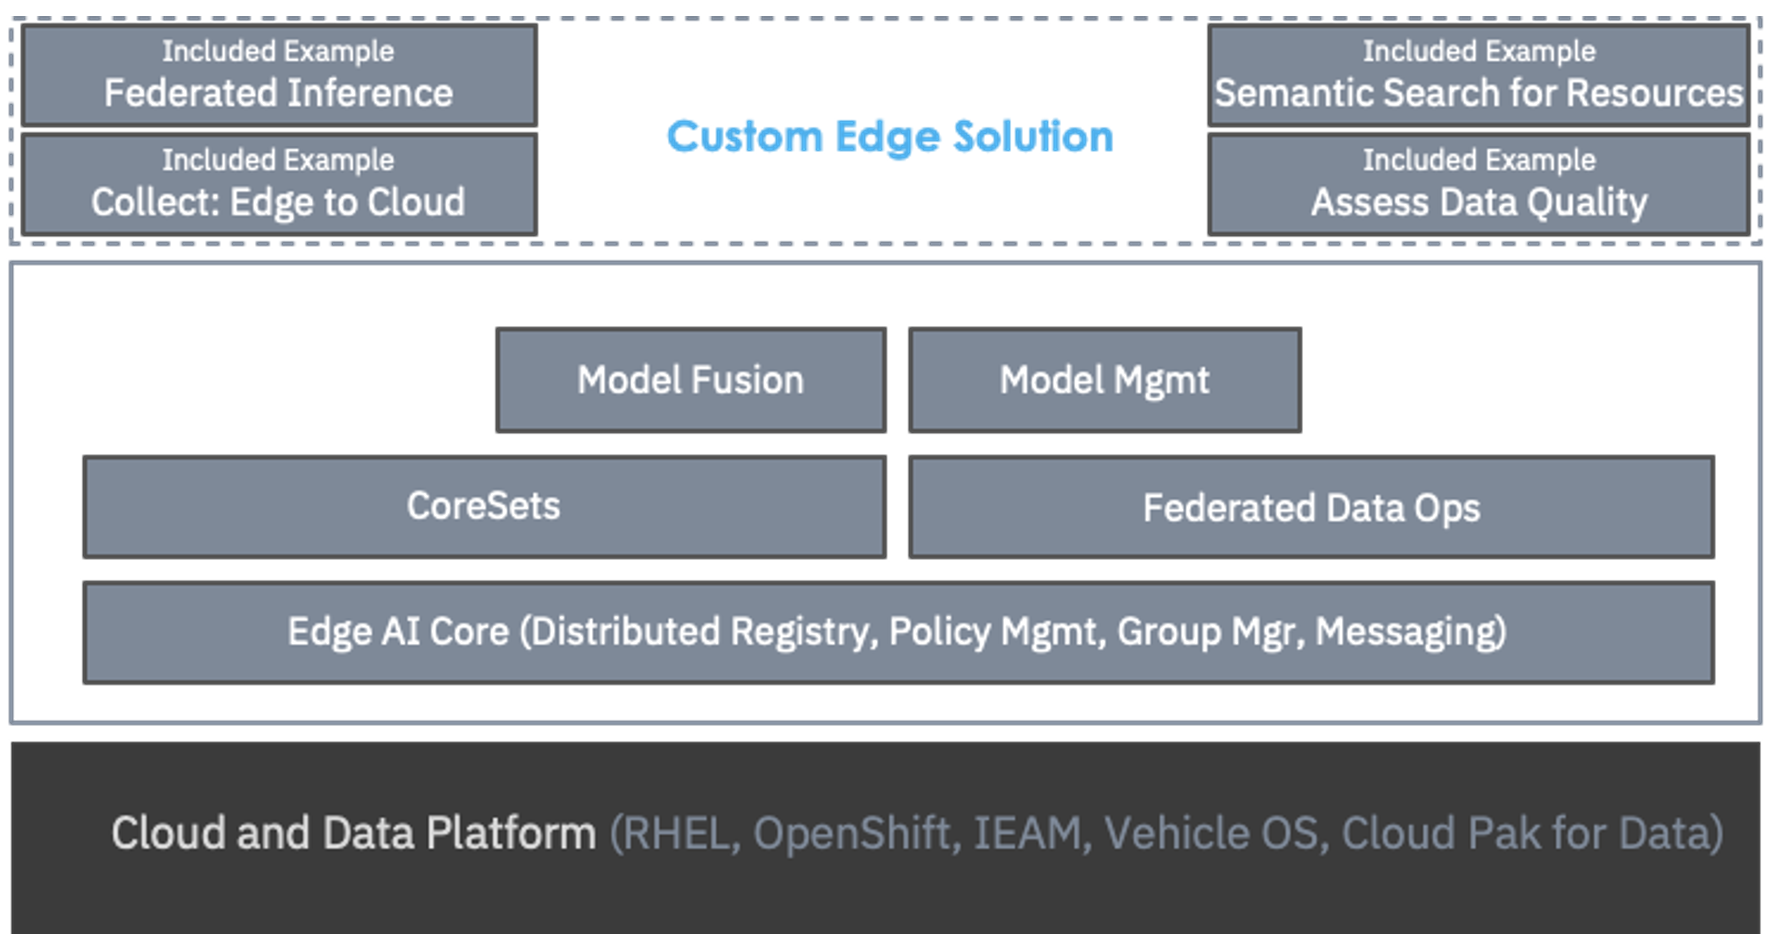 Included Example
Federated Inference
Included Example
Collect: Edge to Cloud
Custom Edge Solution
Included Example
Semantic Search for Resources
Included Example
Assess Data Quality
Model Fusion
Model Mgmt
CoreSets
Federated Data Ops
Edge AI Core (Distributed Registry, Policy Mgmt, Group Mgr, Messaging)
Cloud and Data Platform (RHEL, OpenShift, IEAM, Vehicle OS, Cloud Pak for Data)